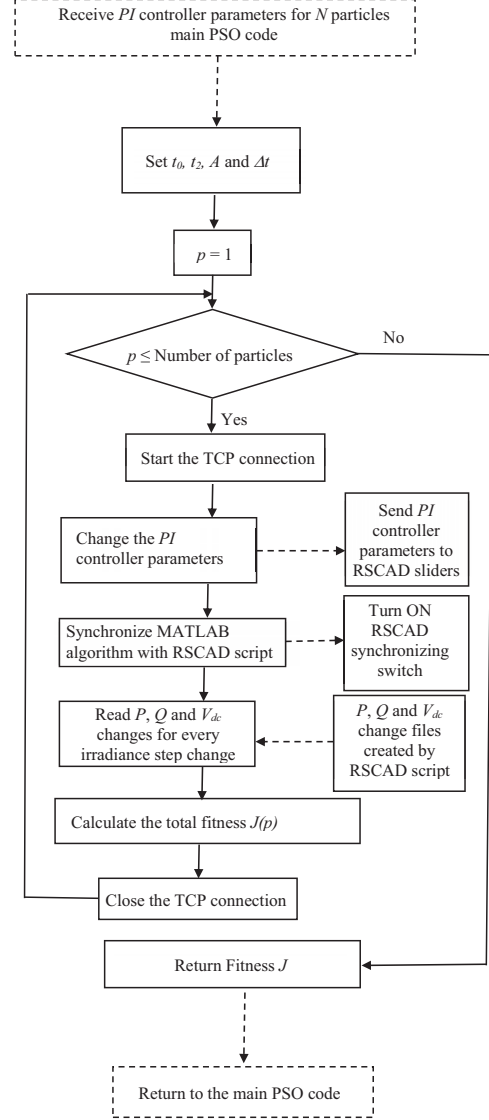 Receive PI controller parameters for N particles
main PSO code
Set t0, t2, A and Δt
p = 1
p ≤ Number of particles
No
Yes
Start the TCP connection
Change the PI
controller parameters
Send PI
controller
parameters to
RSCAD sliders
Synchronize MATLAB
algorithm with RSCAD script
Turn ON
RSCAD
synchronizing
switch
Read P, Q and Vdc
changes for every
irradiance step change
P, Q and Vdc
change files
created by
RSCAD script
Calculate the total fitness J(p)
Close the TCP connection
Return Fitness J
Return to the main PSO code